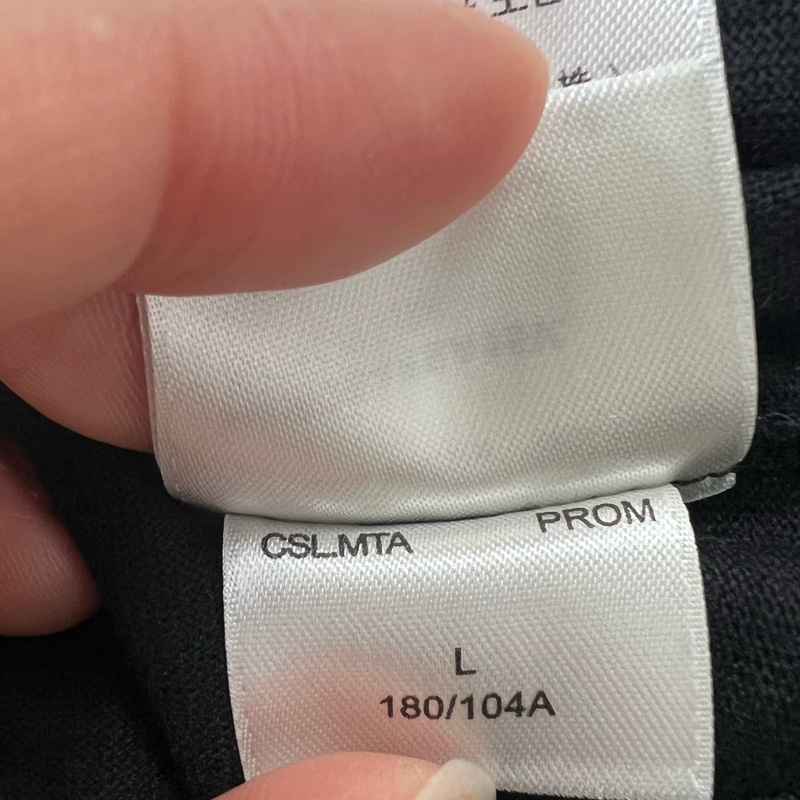 CSL.MTA PROM
L
180/104A